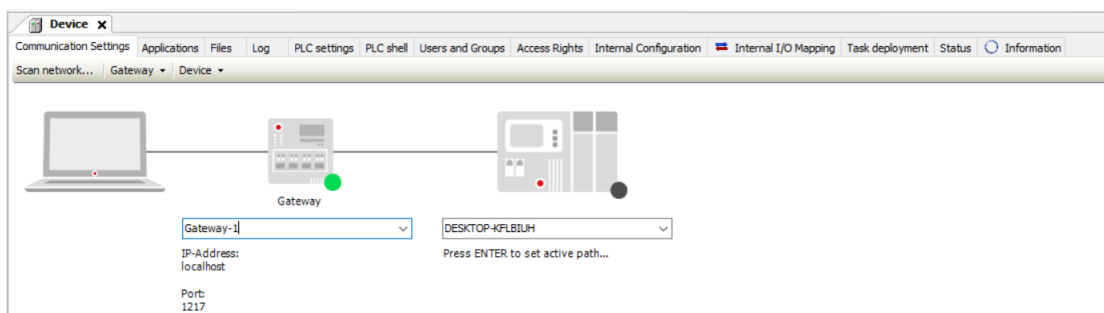 Device X
Communication Settings Applications Files Log PLC settings PLC shell Users and Groups Access Rights Internal Configuration Internal I/O Mapping Task deployment Status Information
Scan network... Gateway Device
Gateway
Gateway-1 DESKTOP-KFLBIUH
IP-Address: Press ENTER to set active path...
localhost
Port:
1217